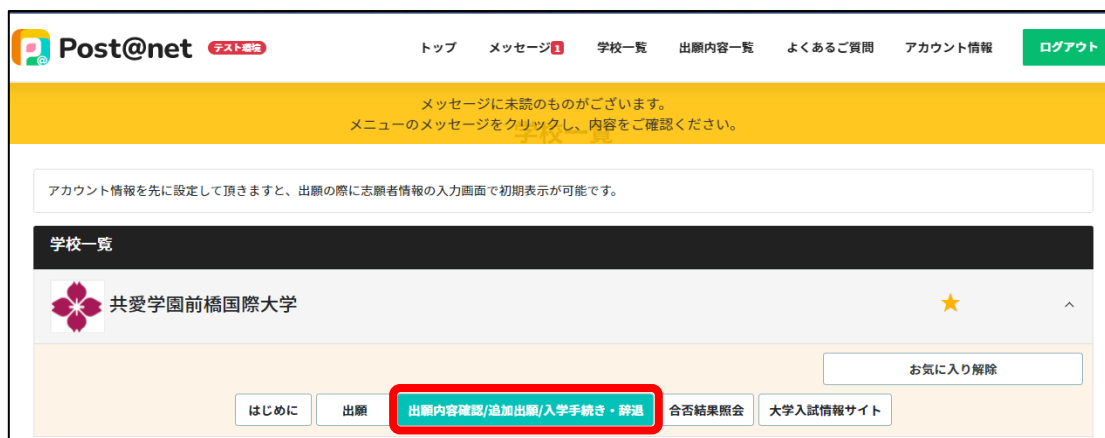 Post@net テスト環境 トップ メッセージ1 学校一覧 出願内容一覧 よくあるご質問 アカウント情報 ログアウト
メッセージに未読のものがございます。
メニューのメッセージをクリックし、内容をご確認ください。
学校一覧
アカウント情報を先に設定して頂きますと、出願の際に志願者情報の入力画面で初期表示が可能です。
学校一覧
共愛学園前橋国際大学
お気に入り解除
はじめに 出願 出願内容確認/追加出願/入学手続き・辞退 合否結果照会 大学入試情報サイト